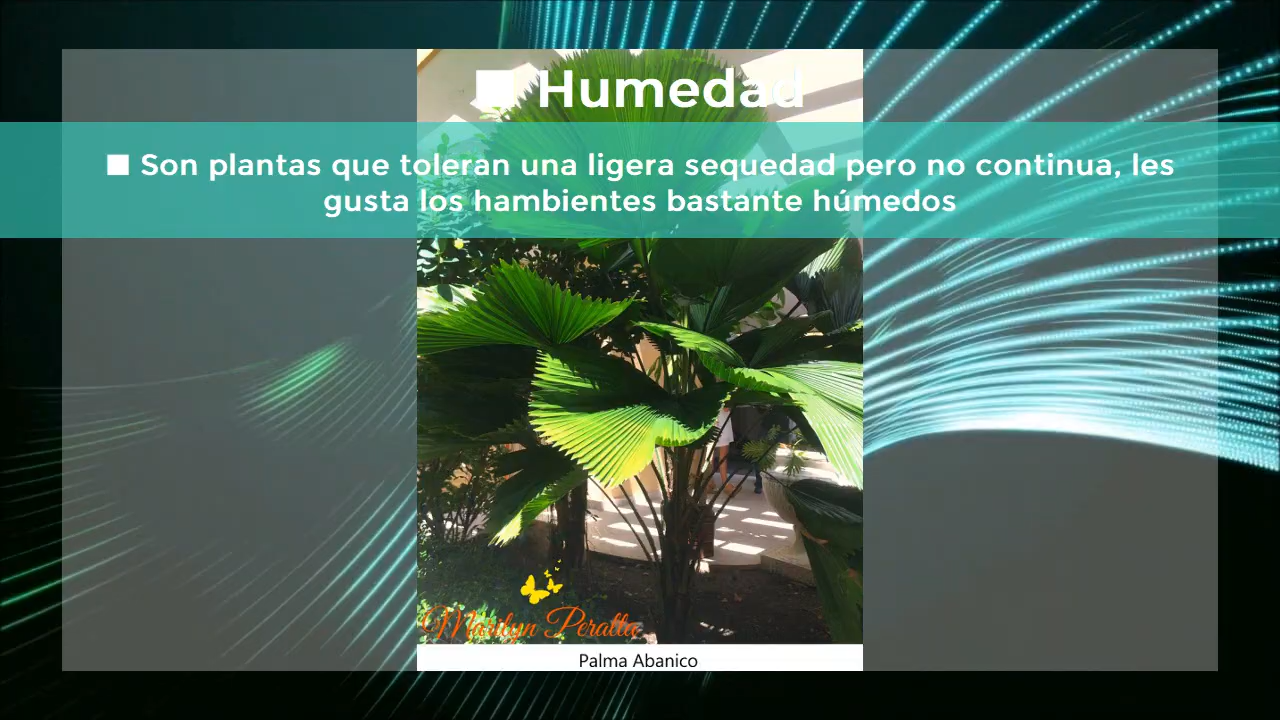 ■ Humedad
■ Son plantas que toleran una ligera sequedad pero no continua, les
gusta los hambientes bastante húmedos
Marilyn Peralta
Palma Abanico